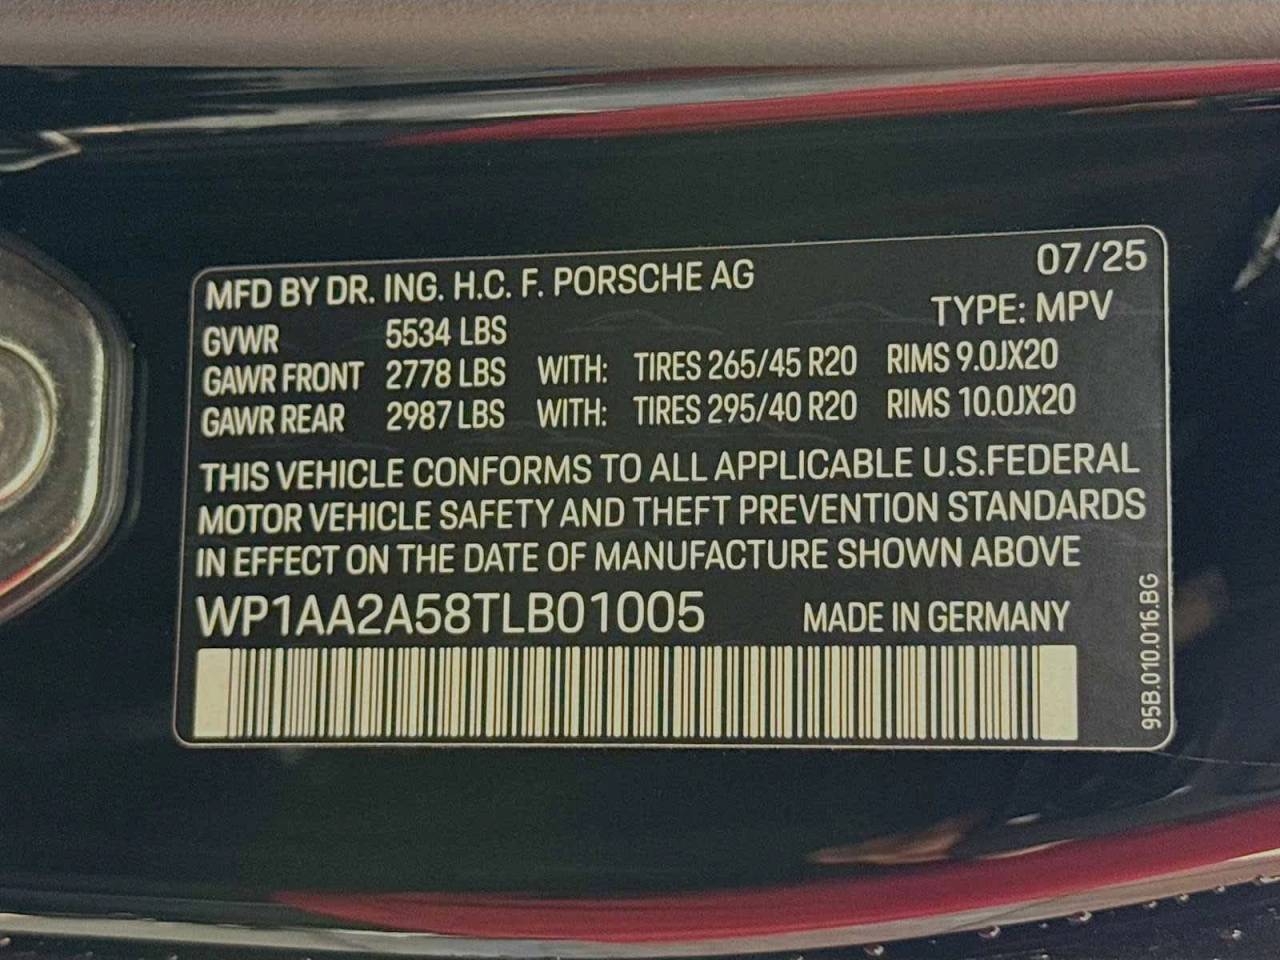 MFD BY DR. ING. H.C. F. PORSCHE AG 07/25
TYPE: MPV
GVWR 5534 LBS
GAWR FRONT 2778 LBS WITH: TIRES 265/45 R20 RIMS 9.0JX20
GAWR REAR 2987 LBS WITH: TIRES 295/40 R20 RIMS 10.0JX20
THIS VEHICLE CONFORMS TO ALL APPLICABLE U.S.FEDERAL
MOTOR VEHICLE SAFETY AND THEFT PREVENTION STANDARDS
IN EFFECT ON THE DATE OF MANUFACTURE SHOWN ABOVE
WP1AA2A58TLB01005 MADE IN GERMANY
95B.010.016.BG